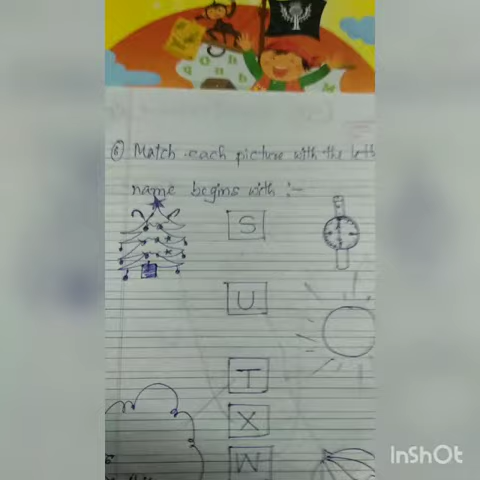 ⑥ Match each picture with the lett
name begins with :-
S
U
T
X
W
InShOt